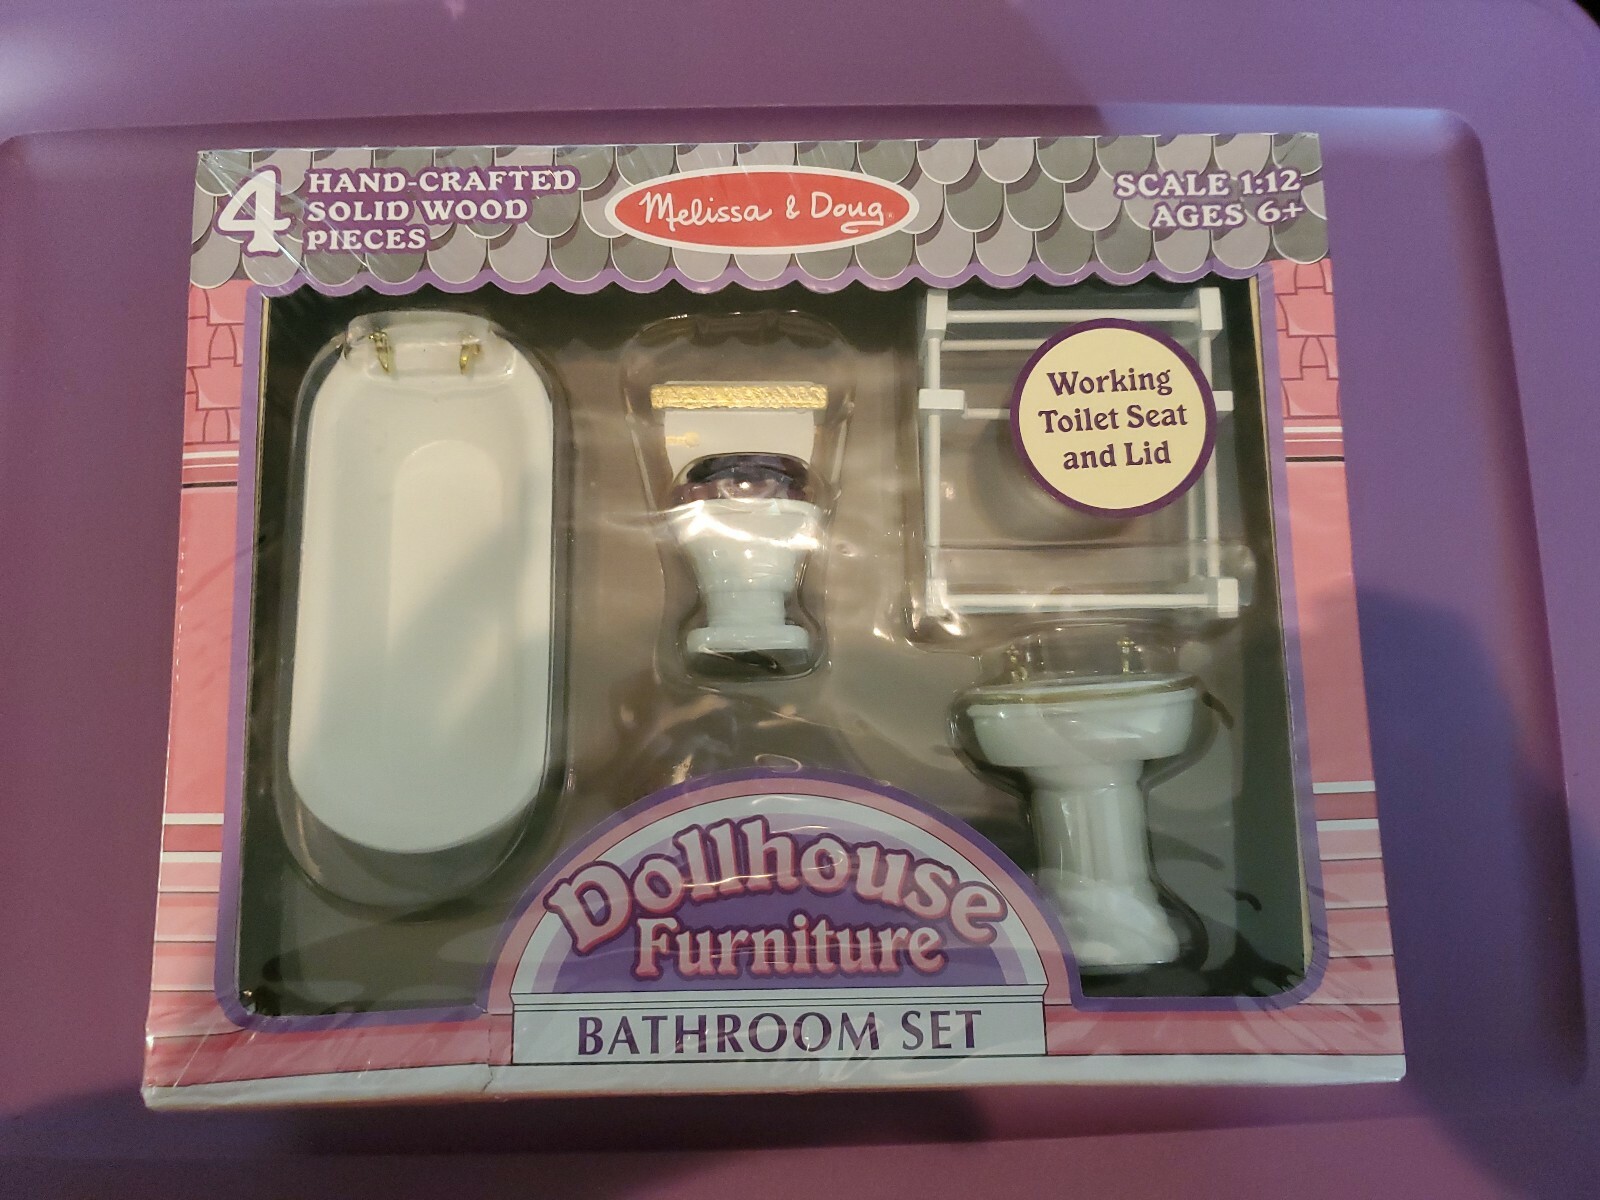 4 HAND-CRAFTED
SOLID WOOD
PIECES
Melissa & Doug®
SCALE 1:12
AGES 6+
Working
Toilet Seat
and Lid
Dollhouse
Furniture
BATHROOM SET